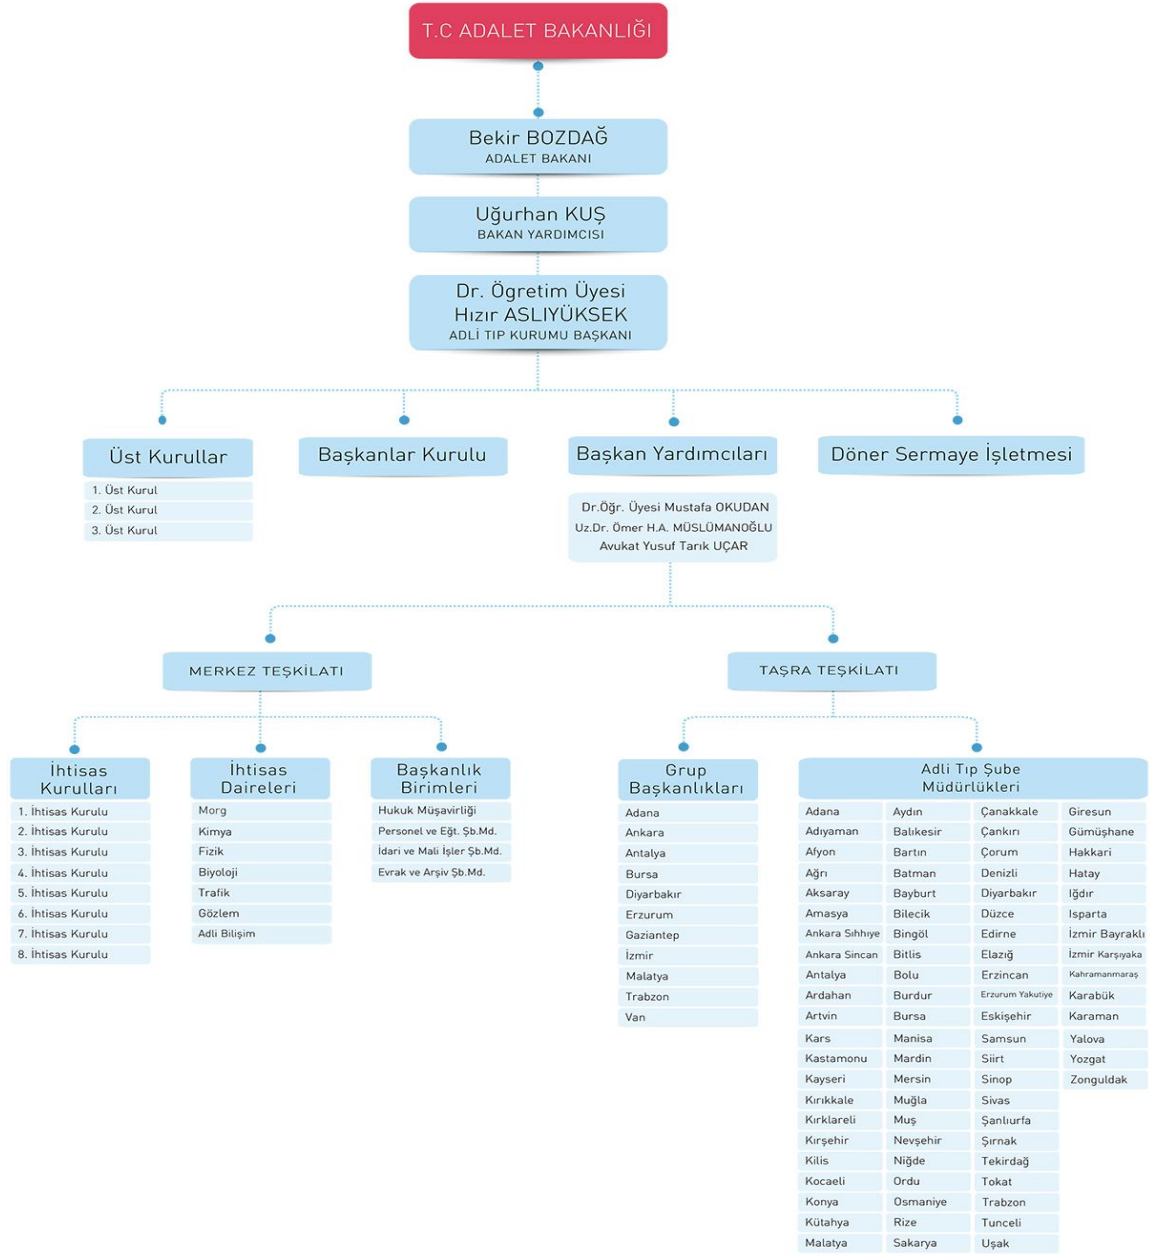 T.C ADALET BAKANLIĞI
Bekir BOZDAĞ
ADALET BAKANI
Uğurhan KUŞ
BAKAN YARDIMCISI
Dr. Ögretim Üyesi
Hızır ASLIYÜKSEK
ADLİ TIP KURUMU BAŞKANI
Üst Kurullar
1. Üst Kurul
2. Üst Kurul
3. Üst Kurul
Başkanlar Kurulu
Başkan Yardımcıları
Dr.Öğr. Üyesi Mustafa OKUDAN
Uz.Dr. Ömer H.A. MÜSLÜMANOĞLU
Avukat Yusuf Tarık UÇAR
Döner Sermaye İşletmesi
MERKEZ TEŞKİLATI
İhtisas
Kurulları
1. İhtisas Kurulu
2. İhtisas Kurulu
3. İhtisas Kurulu
4. İhtisas Kurulu
5. İhtisas Kurulu
6. İhtisas Kurulu
7. İhtisas Kurulu
8. İhtisas Kurulu
İhtisas
Daireleri
Morg
Kimya
Fizik
Biyoloji
Trafik
Gözlem
Adli Bilişim
Başkanlık
Birimleri
Hukuk Müşavirliği
Personel ve Eğt. Şb.Md.
İdari ve Mali İşler Şb.Md.
Evrak ve Arşiv Şb.Md.
TAŞRA TEŞKİLATI
Grup
Başkanlıkları
Adana
Ankara
Antalya
Bursa
Diyarbakır
Erzurum
Gaziantep
İzmir
Malatya
Trabzon
Van
Adli Tıp Şube
Müdürlükleri
Adana
Adıyaman
Afyon
Ağrı
Aksaray
Amasya
Ankara Sıhhıye
Ankara Sincan
Antalya
Ardahan
Artvin
Aydın
Balıkesir
Bartın
Batman
Bayburt
Bilecik
Bingöl
Bitlis
Bolu
Burdur
Bursa
Çanakkale
Çankırı
Çorum
Denizli
Diyarbakır
Düzce
Edirne
Elazığ
Erzincan
Erzurum Yakutiye
Eskişehir
Giresun
Gümüşhane
Hakkari
Hatay
Iğdır
Isparta
İzmir Bayraklı
İzmir Karşıyaka
Kahramanmaraş
Karabük
Karaman
Kars
Kastamonu
Kayseri
Kırıkkale
Kırklareli
Kırşehir
Kilis
Kocaeli
Konya
Kütahya
Malatya
Manisa
Mardin
Mersin
Muğla
Muş
Nevşehir
Niğde
Ordu
Osmaniye
Rize
Sakarya
Samsun
Siirt
Sinop
Sivas
Şanlıurfa
Şırnak
Tekirdağ
Tokat
Trabzon
Tunceli
Uşak
Yalova
Yozgat
Zonguldak